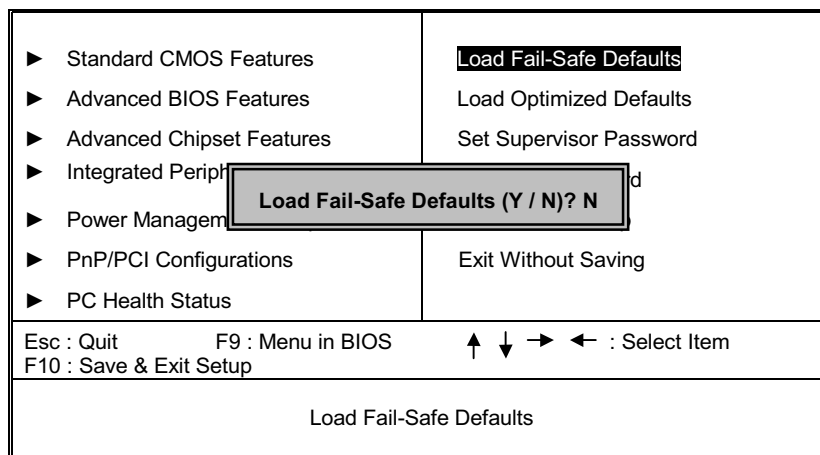 ► Standard CMOS Features
► Advanced BIOS Features
► Advanced Chipset Features
► Integrated
► Power
► PnP/PCI Configurations
► PC Health Status
Load Fail-Safe Defaults
Load Optimized Defaults
Set Supervisor Password
Exit Without Saving
Load Fail-Safe Defaults (Y / N)? N
Esc : Quit F9 : Menu in BIOS ↑ ↓ → ← : Select Item
F10 : Save & Exit Setup
Load Fail-Safe Defaults